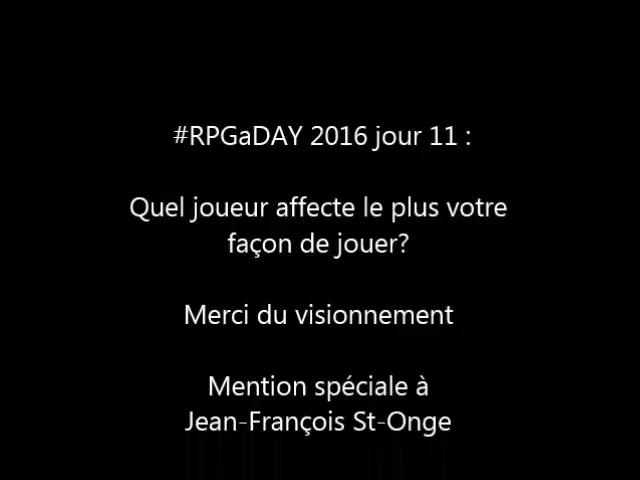 #RPGaDAY 2016 jour 11 :
Quel joueur affecte le plus votre
façon de jouer?
Merci du visionnement
Mention spéciale à
Jean-François St-Onge